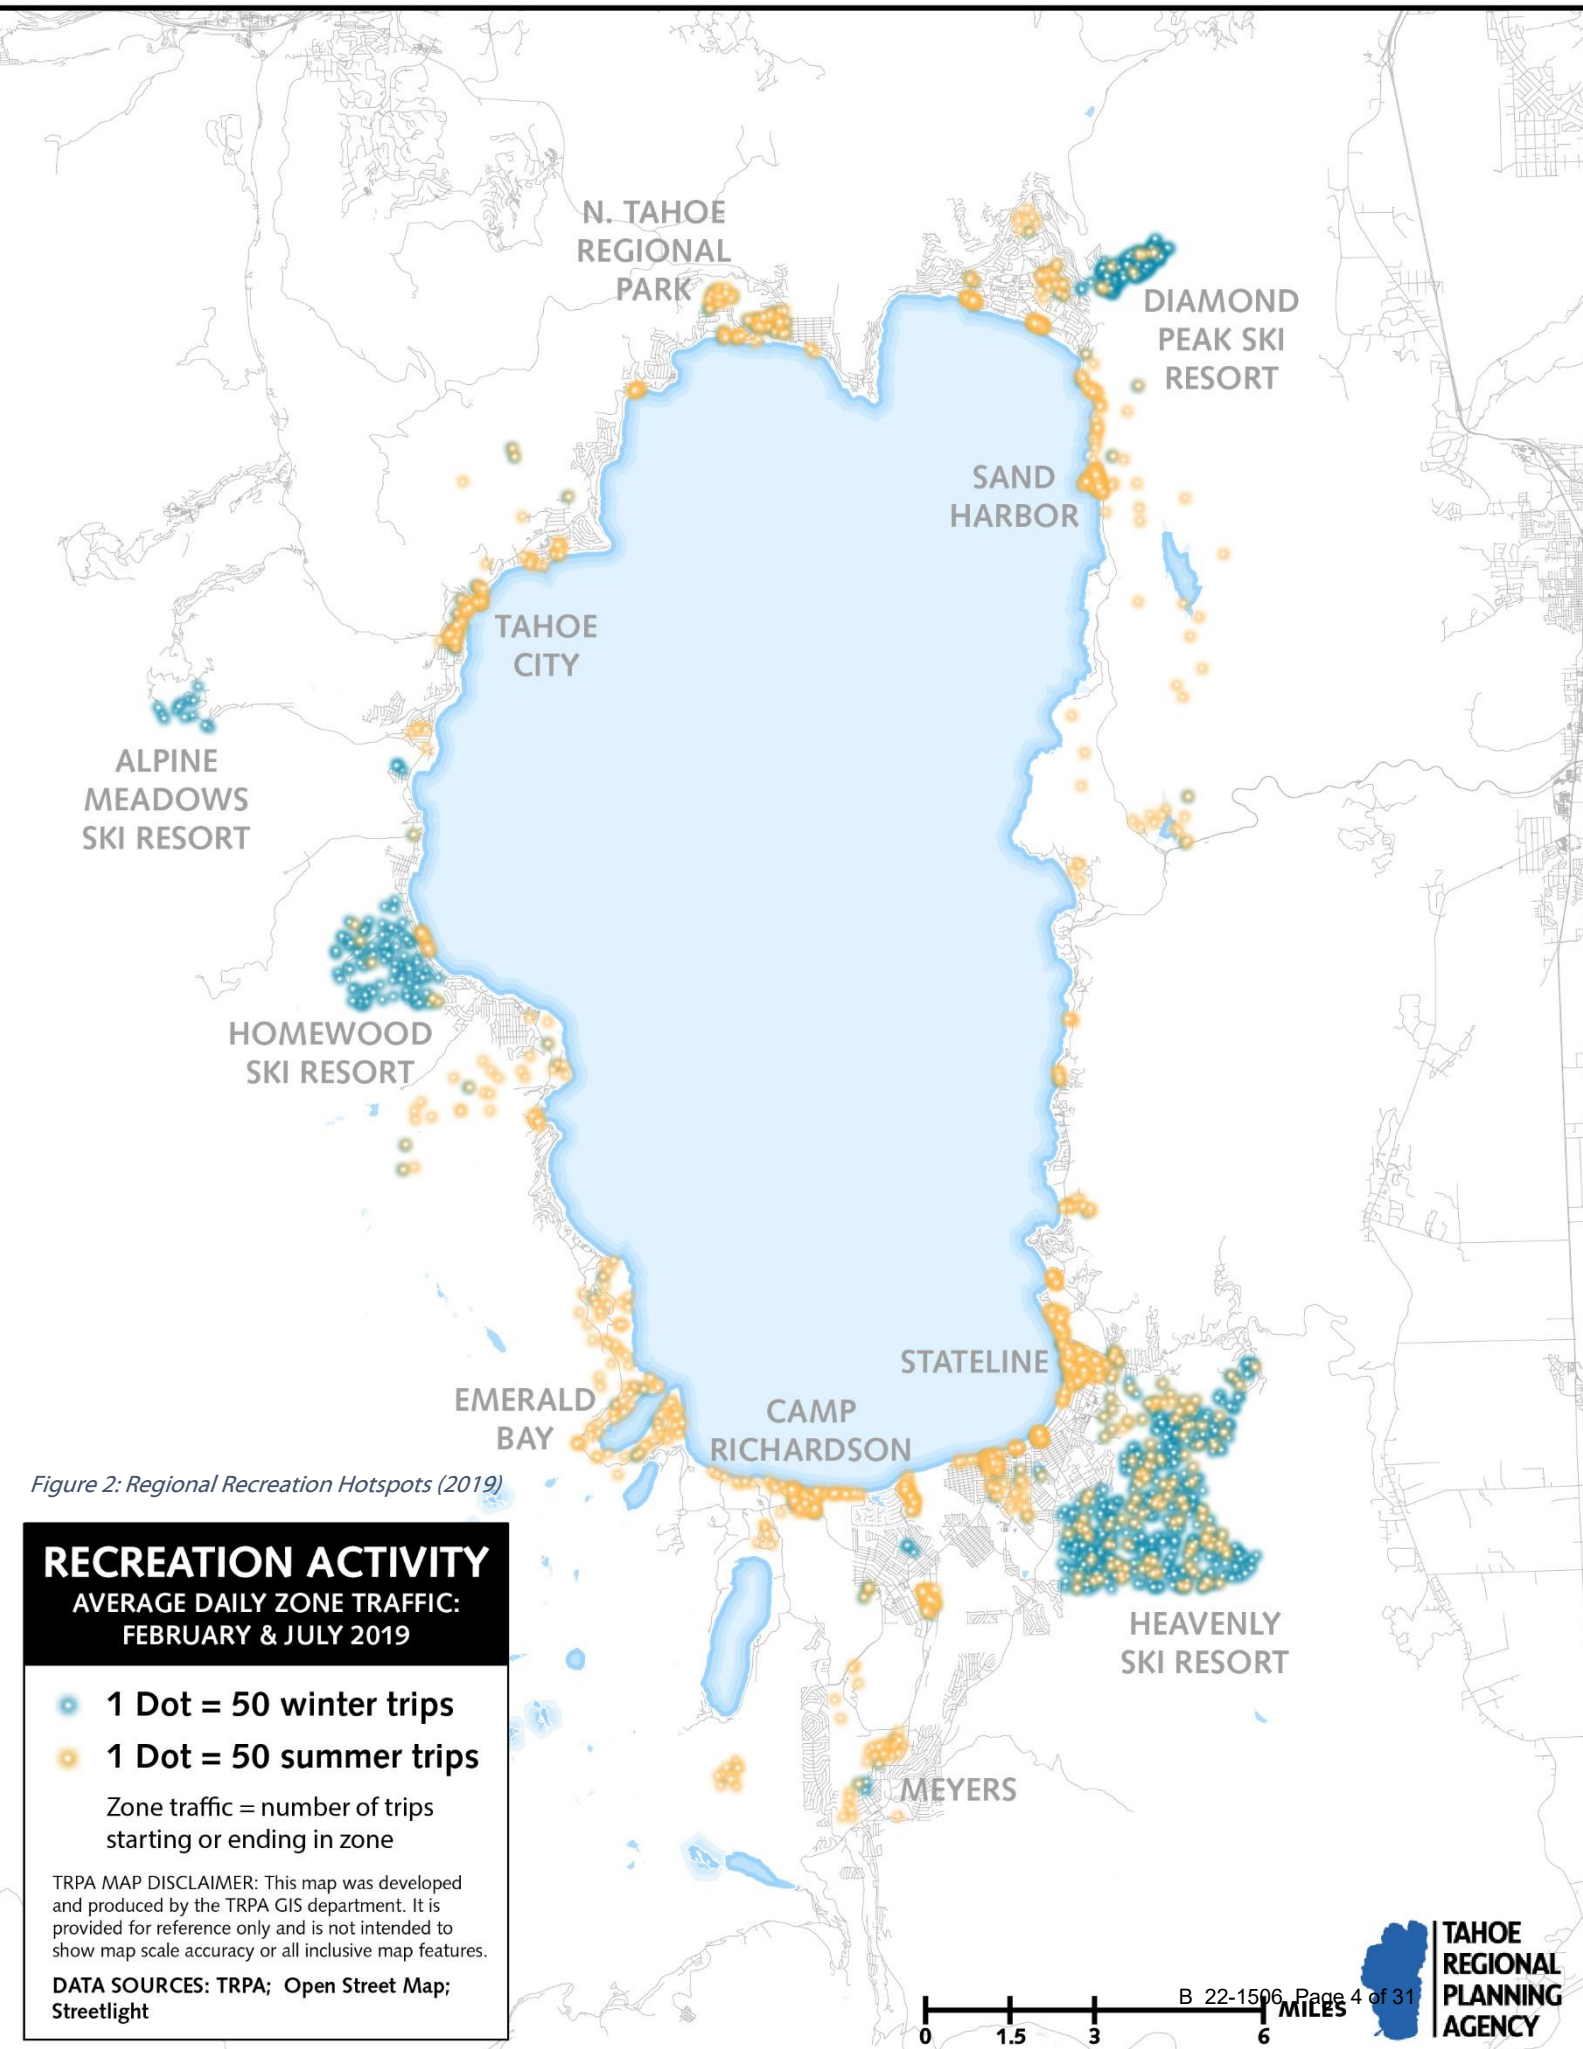 N. TAHOE
REGIONAL
PARK
DIAMOND
PEAK SKI
RESORT
SAND
HARBOR
TAHOE
CITY
ALPINE
MEADOWS
SKI RESORT
HOMEWOOD
SKI RESORT
STATELINE
EMERALD
BAY
CAMP
RICHARDSON
Figure 2: Regional Recreation Hotspots (2019)
HEAVENLY
SKI RESORT
MEYERS
RECREATION ACTIVITY
AVERAGE DAILY ZONE TRAFFIC:
FEBRUARY & JULY 2019
1 Dot = 50 winter trips
1 Dot = 50 summer trips
Zone traffic = number of trips
starting or ending in zone
TRPA MAP DISCLAIMER: This map was developed
and produced by the TRPA GIS department. It is
provided for reference only and is not intended to
show map scale accuracy or all inclusive map features.
DATA SOURCES: TRPA; Open Street Map;
Streetlight
B 22-1506 Page 4 of 31
MILES
0 1.5 3 6
TAHOE
REGIONAL
PLANNING
AGENCY